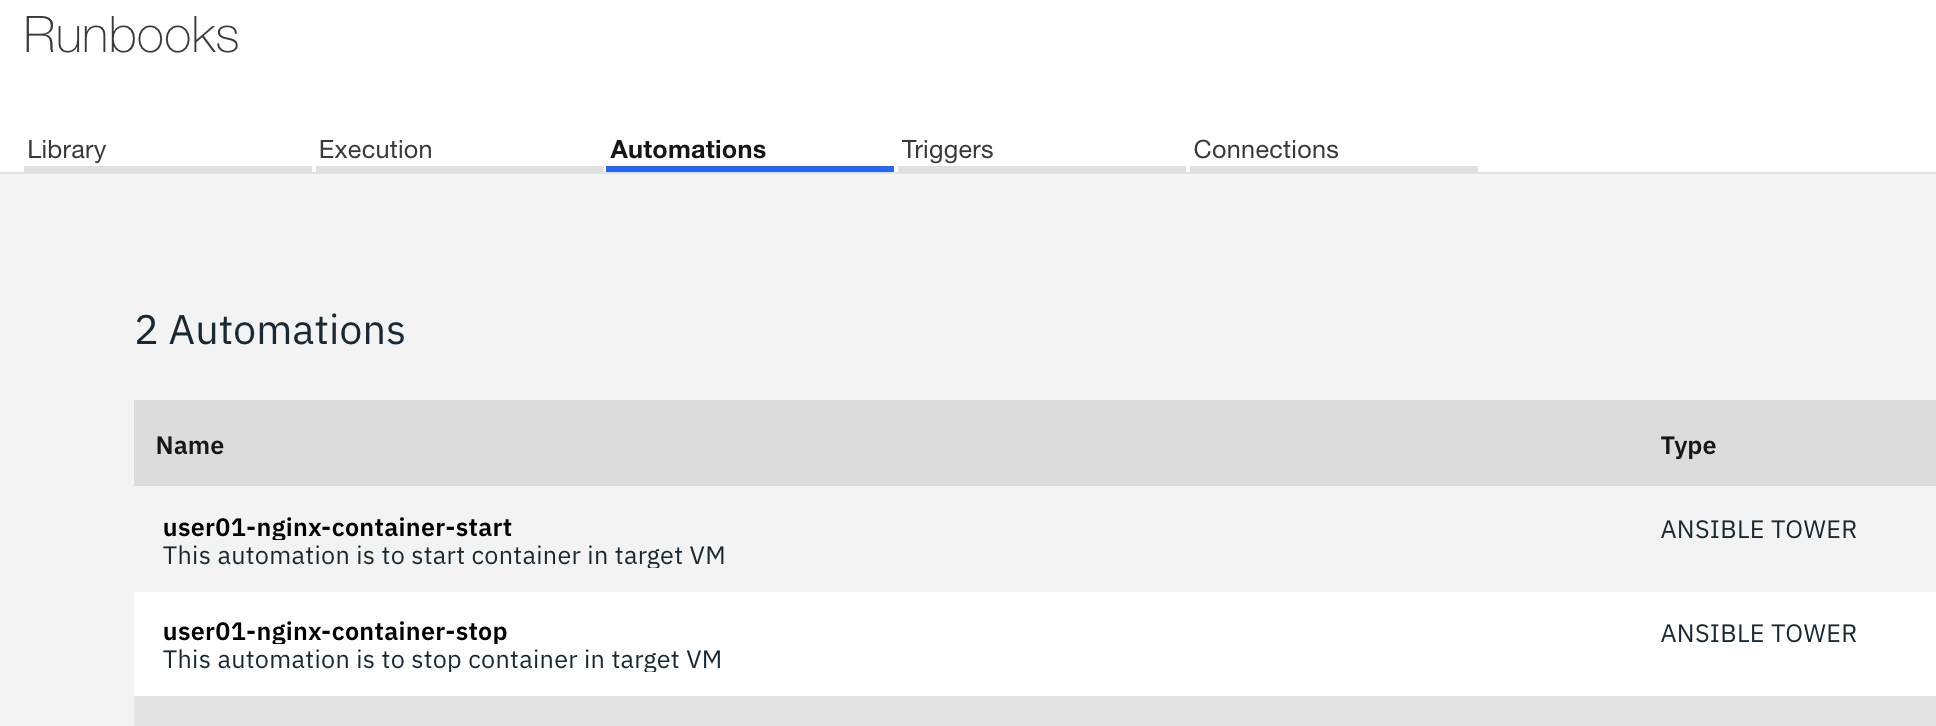 Runbooks
Library Execution Automations Triggers Connections
2 Automations
Name Type
user01-nginx-container-start ANSIBLE TOWER
This automation is to start container in target VM
user01-nginx-container-stop ANSIBLE TOWER
This automation is to stop container in target VM